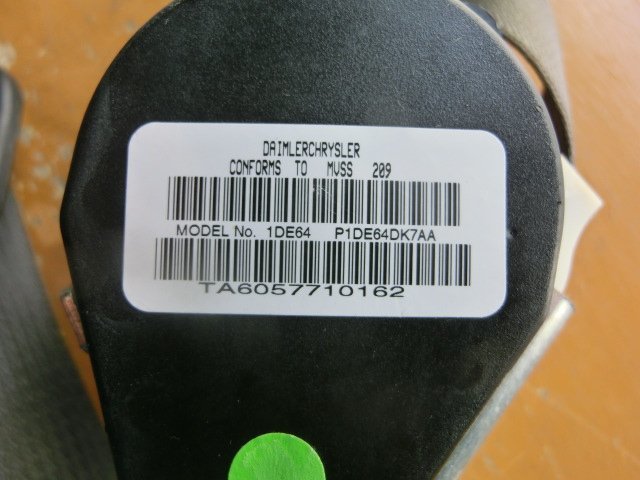 DAIMLERCHRYSLER
CONFORMS TO MVSS 209
MODEL No. 1DE64 P1DE64DK7AA
TA6057710162